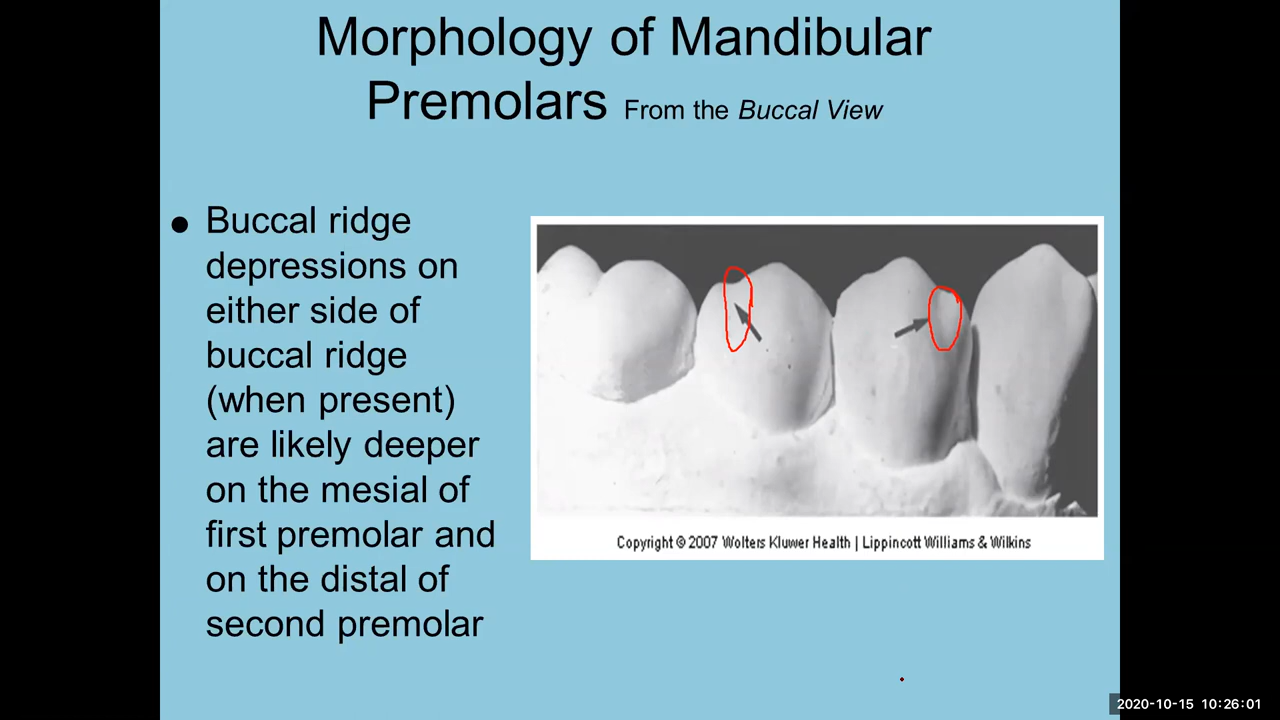 Morphology of Mandibular
Premolars From the Buccal View
● Buccal ridge
depressions on
either side of
buccal ridge
(when present)
are likely deeper
on the mesial of
first premolar and
on the distal of
second premolar
Copyright © 2007 Wolters Kluwer Health | Lippincott Williams & Wilkins
2020-10-15 10:26:01